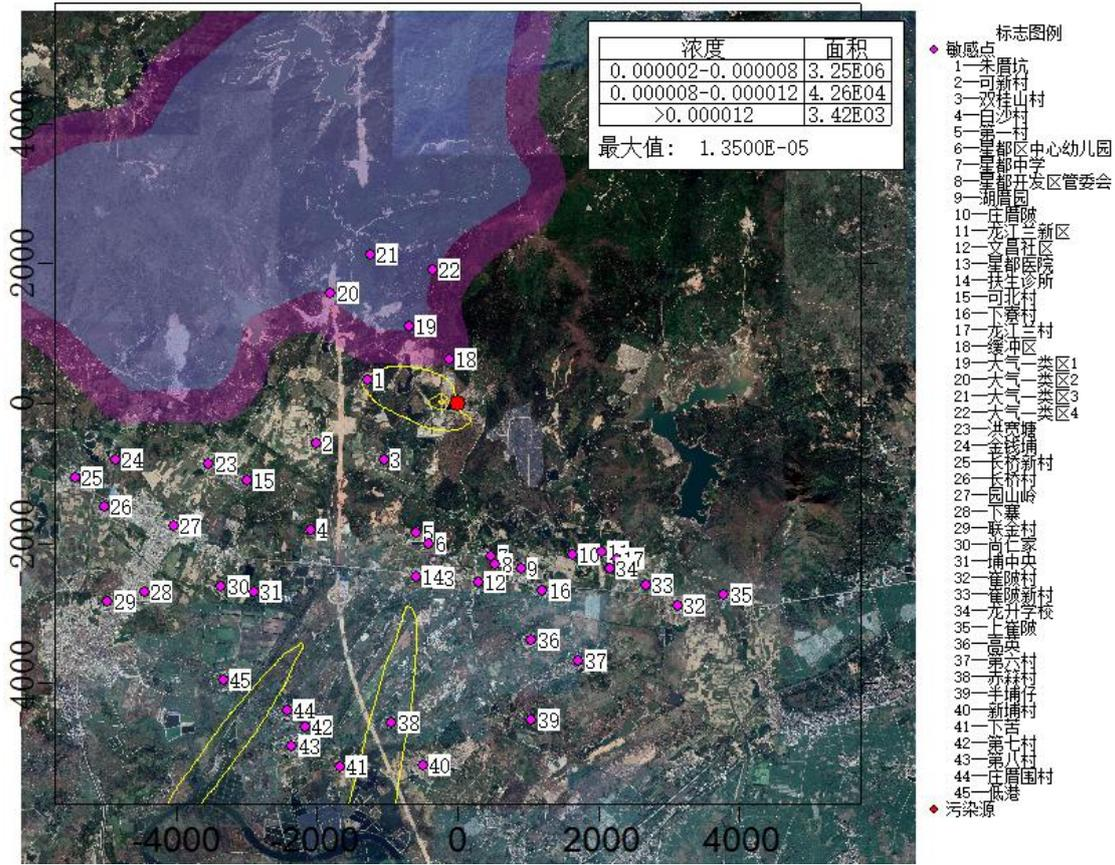 浓度 面积
0.000002-0.000008 3.25E06
0.000008-0.000012 4.26E04
>0.000012 3.42E03
最大值: 1.3500E-05
标志图例
敏感点
1—朱厝坑
2—可新村
3—双桂山村
4—白沙村
5—第一村
6—星都区中心幼儿园
7—星都中学
8—星都开发区管委会
9—湖厝园
10—庄厝陂
11—龙江兰新区
12—文昌社区
13—星都医院
14—扶生诊所
15—可北村
16—下寮村
17—龙江兰村
18—缓冲区
19—大气一类区1
20—大气一类区2
21—大气一类区3
22—大气一类区4
23—洪宽塘
24—金钱埔
25—长桥新村
26—长桥村
27—园山岭
28—下寨
29—联金村
30—尚仁家
31—埔中央
32—崔陂村
33—崔陂新村
34—龙升学校
35—上崔陂
36—高英
37—第六村
38—赤麻村
39—羊埔仔
40—新埔村
41—下苦
42—第七村
43—第八村
44—庄厝围村
45—低港
污染源
4000
2000
0
-2000
-4000
21
22
20
19
18
1
2
3
24
23
25
15
26
27
4
5
6
7
8
9
10
11
17
34
14
13
12
16
33
32
35
28
29
30
31
36
37
45
44
42
43
38
39
41
40
-4000 -2000 0 2000 4000